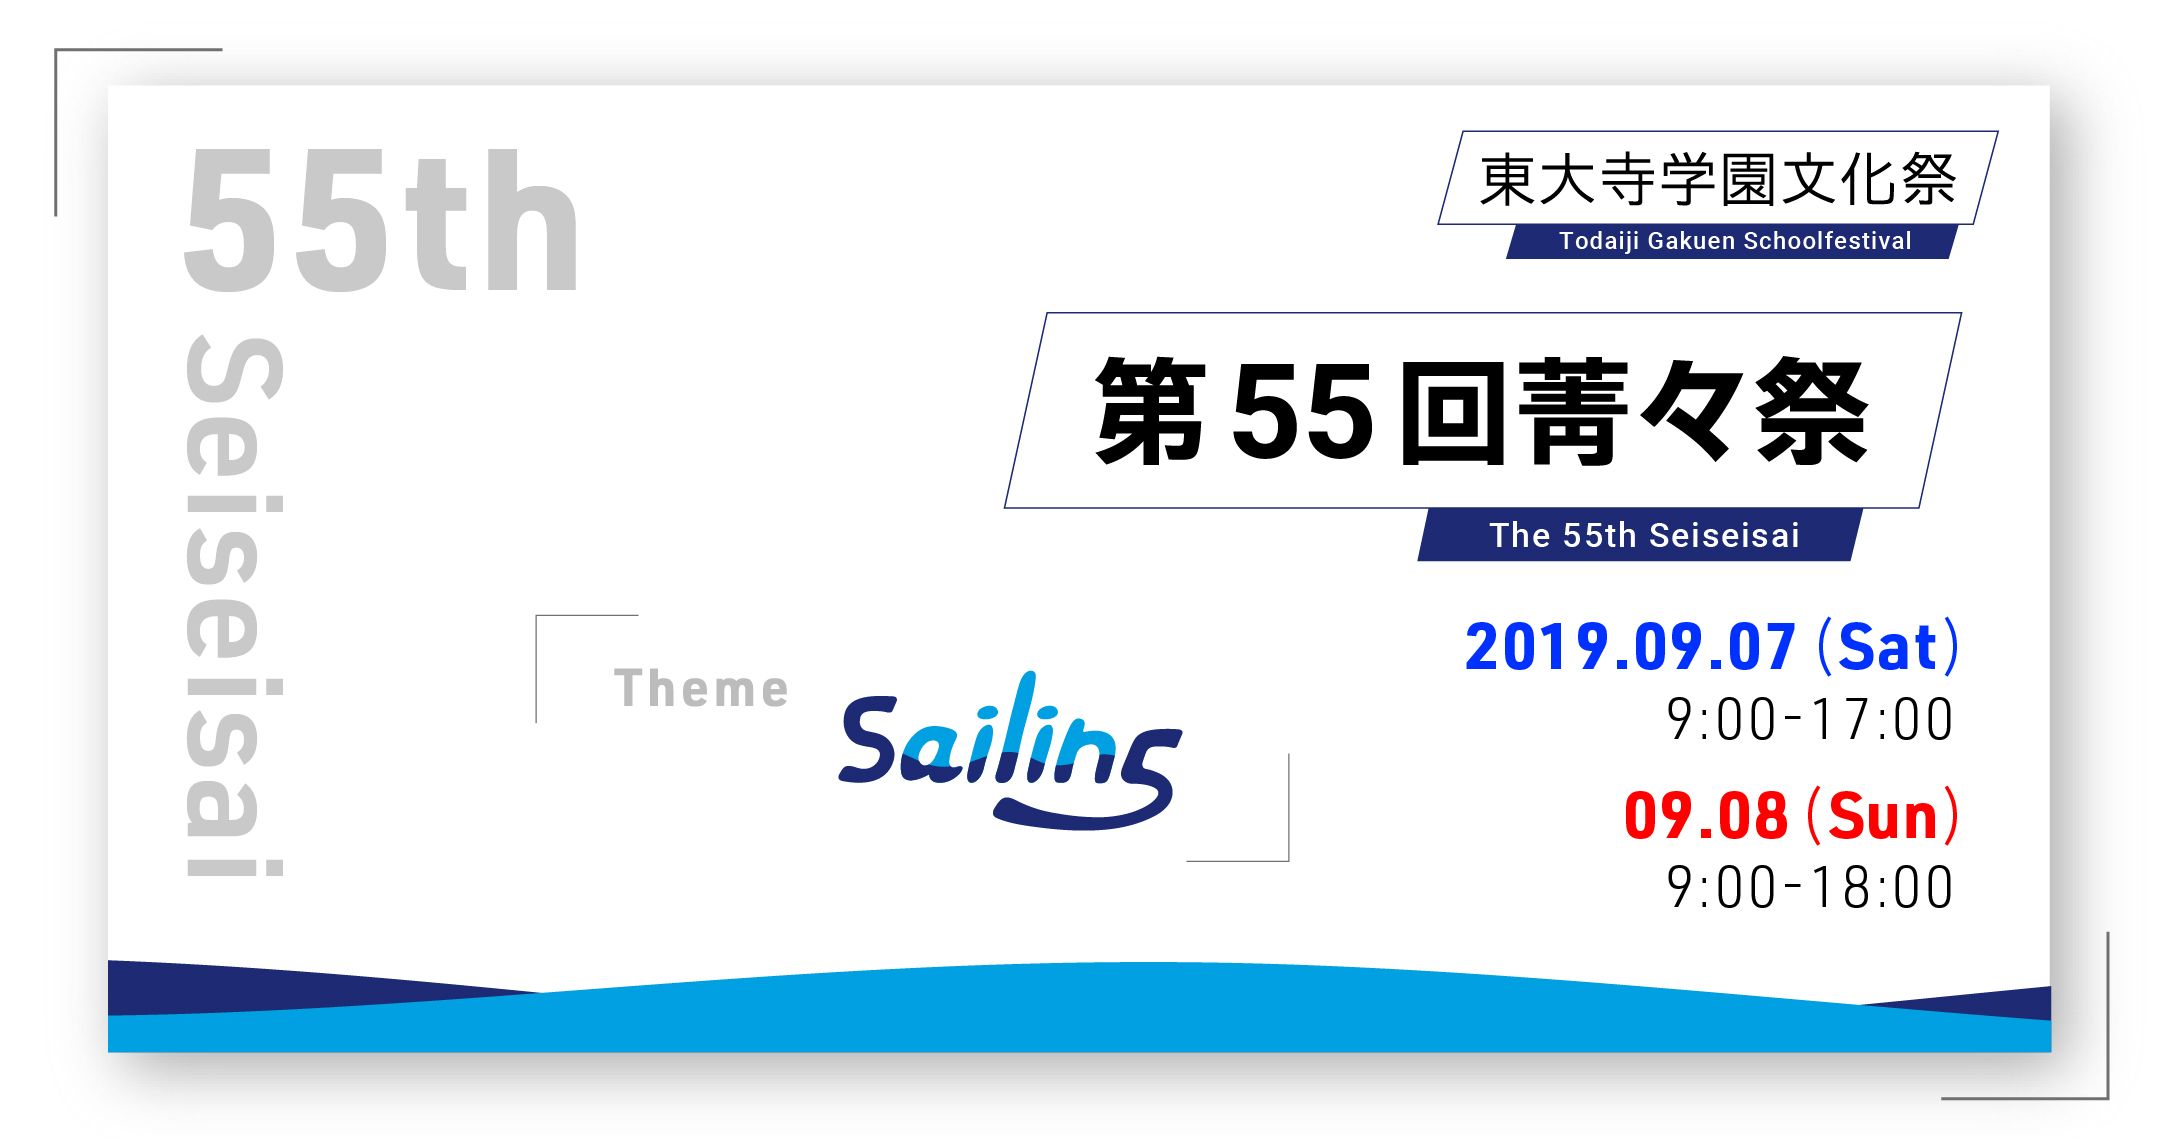 55th
Seiseisai
東大寺学園文化祭
Todaiji Gakuen Schoolfestival
第55回菁々祭
The 55th Seiseisai
Theme
Sailing
2019.09.07(Sat)
9:00-17:00
09.08(Sun)
9:00-18:00